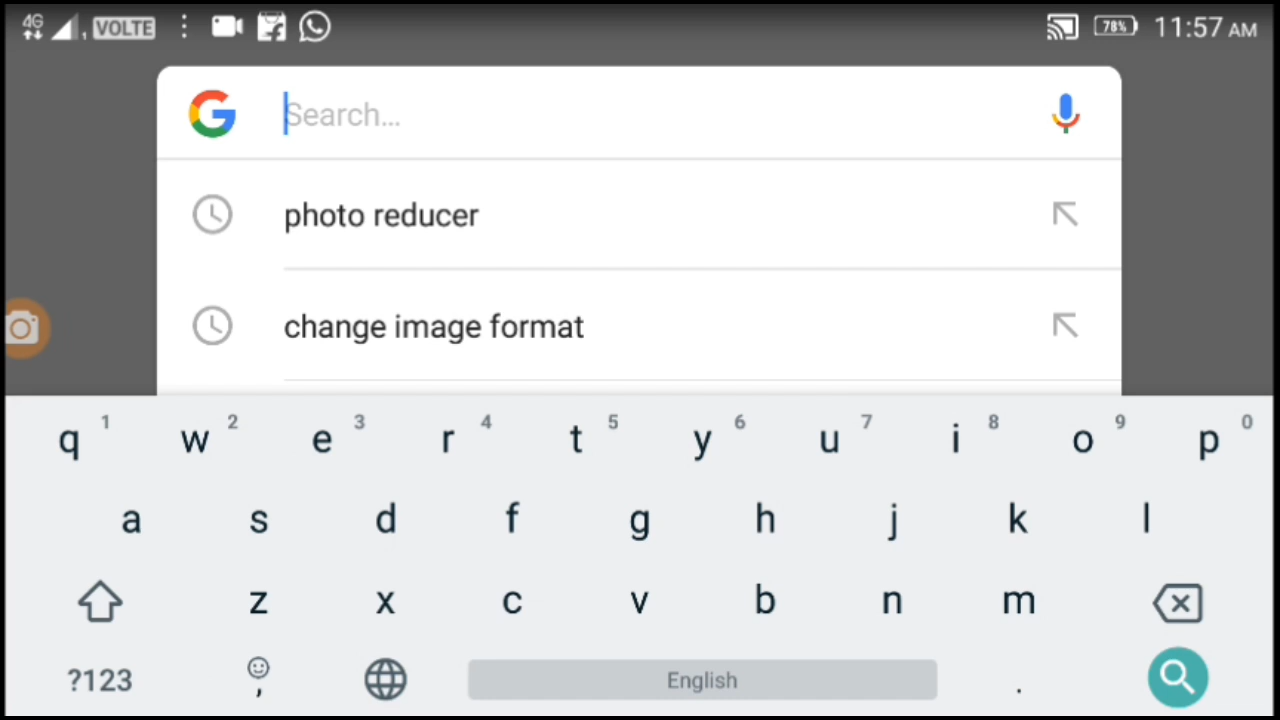 4G VOLTE 78% 11:57 AM
Search...
photo reducer
change image format
q 1 w 2 e 3 r 4 t 5 y 6 u 7 i 8 o 9 p 0
a s d f g h j k l
z x c v b n m
?123 , English .